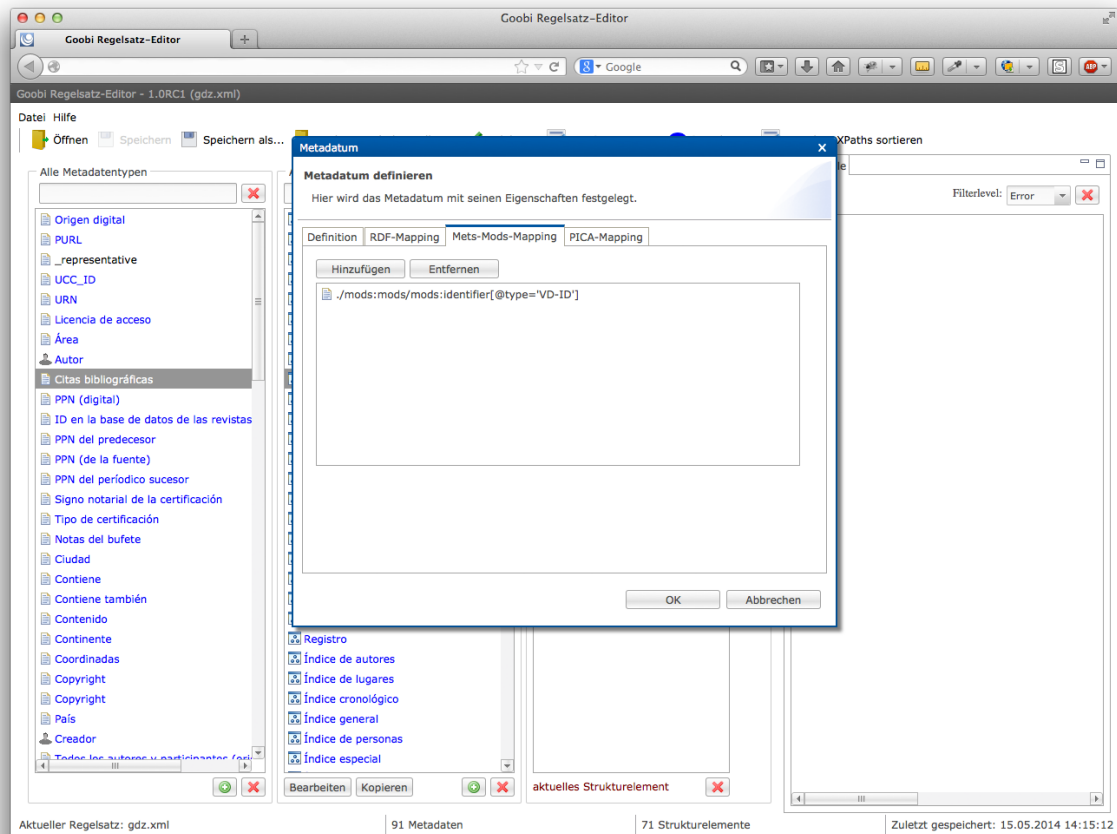 Goobi Regelsatz-Editor
Goobi Regelsatz-Editor
Google
ABP
Goobi Regelsatz-Editor - 1.0RC1 (gdz.xml)
Datei Hilfe
Öffnen Speichern Speichern als... XPaths sortieren
Alle Metadatentypen
Origen digital
PURL
_representative
UCC_ID
URN
Licencia de acceso
Área
Autor
Citas bibliográficas
PPN (digital)
ID en la base de datos de las revistas
PPN del predecesor
PPN (de la fuente)
PPN del períodico sucesor
Signo notarial de la certificación
Tipo de certificación
Notas del bufete
Ciudad
Contiene
Contiene también
Contenido
Continente
Coordinadas
Copyright
Copyright
País
Creador
Todos los autores y participantes (ori
Metadatum
Metadatum definieren
Hier wird das Metadatum mit seinen Eigenschaften festgelegt.
Definition RDF-Mapping Mets-Mods-Mapping PICA-Mapping
Hinzufügen Entfernen
./mods:mods/mods:identifier[@type='VD-ID']
OK Abbrechen
Registro
Índice de autores
Índice de lugares
Índice cronológico
Índice general
Índice de personas
Índice especial
Bearbeiten Kopieren
aktuelles Strukturelement
Filterlevel: Error
Aktueller Regelsatz: gdz.xml 91 Metadaten 71 Strukturelemente Zuletzt gespeichert: 15.05.2014 14:15:12